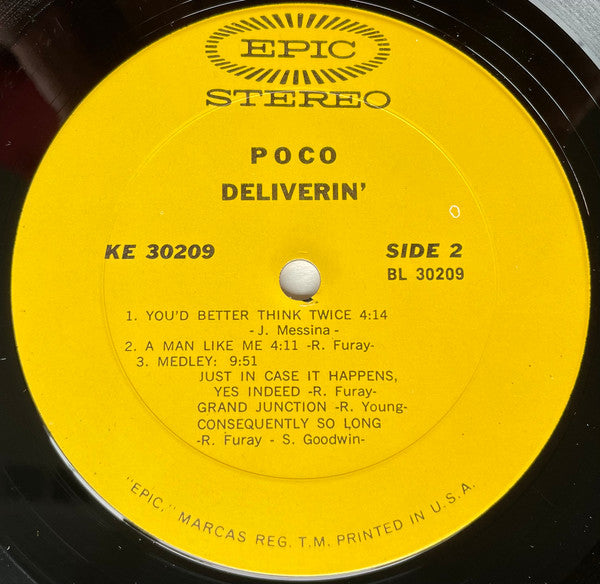 EPIC
STEREO
POCO
DELIVERIN'
KE 30209
SIDE 2
BL 30209
1. YOU'D BETTER THINK TWICE 4:14
-J. Messina-
2. A MAN LIKE ME 4:11 -R. Furay-
3. MEDLEY: 9:51
JUST IN CASE IT HAPPENS,
YES INDEED -R. Furay-
GRAND JUNCTION -R. Young-
CONSEQUENTLY SO LONG
-R. Furay - S. Goodwin-
"EPIC," MARCAS REG. T.M. PRINTED IN U.S.A.